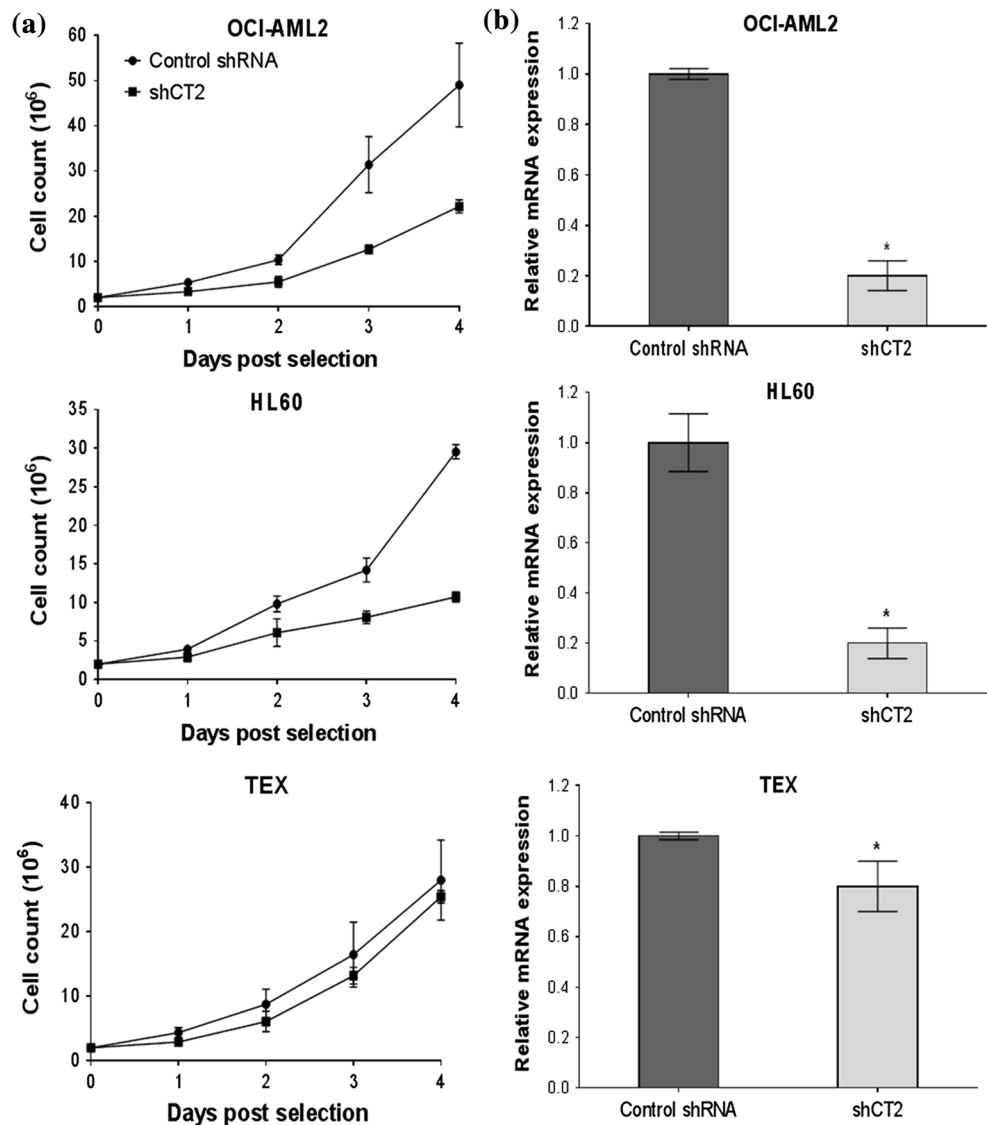 (a)
OCI-AML2
Cell count (10⁶)
60
50
40
30
20
10
0
Control shRNA
shCT2
0 1 2 3 4
Days post selection
(b)
OCI-AML2
Relative mRNA expression
1.2
1.0
0.8
0.6
0.4
0.2
0.0
*
Control shRNA shCT2
HL60
Cell count (10⁶)
35
30
25
20
15
10
5
0
0 1 2 3 4
Days post selection
HL60
Relative mRNA expression
1.2
1.0
0.8
0.6
0.4
0.2
0.0
*
Control shRNA shCT2
TEX
Cell count (10⁶)
40
30
20
10
0
0 1 2 3 4
Days post selection
TEX
Relative mRNA expression
1.2
1.0
0.8
0.6
0.4
0.2
0.0
*
Control shRNA shCT2